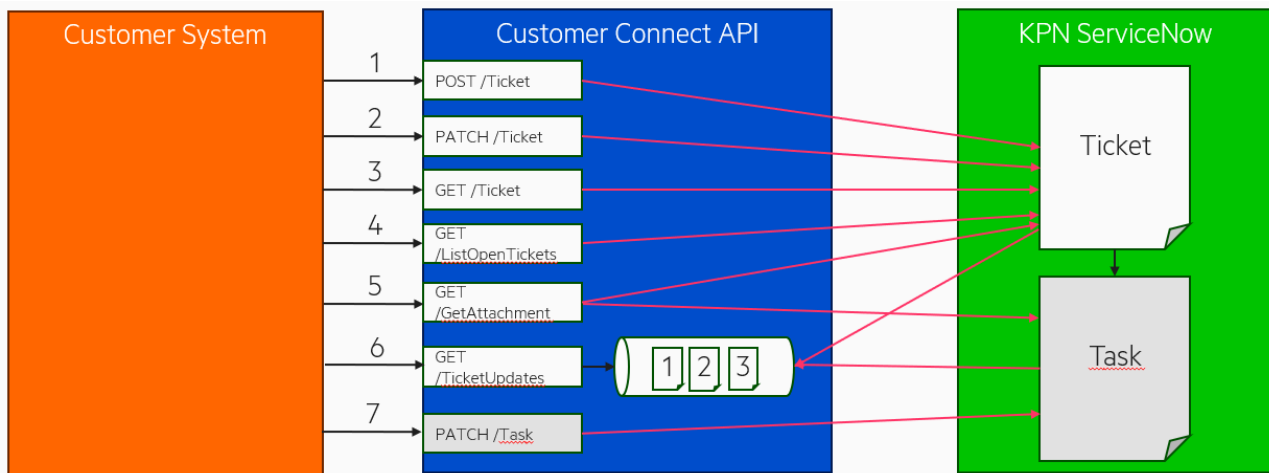 Customer System
Customer Connect API
KPN ServiceNow
1
POST /Ticket
2
PATCH /Ticket
3
GET /Ticket
4
GET
/ListOpenTickets
5
GET
/GetAttachment
6
GET
/TicketUpdates
1 2 3
7
PATCH /Task
Ticket
Task